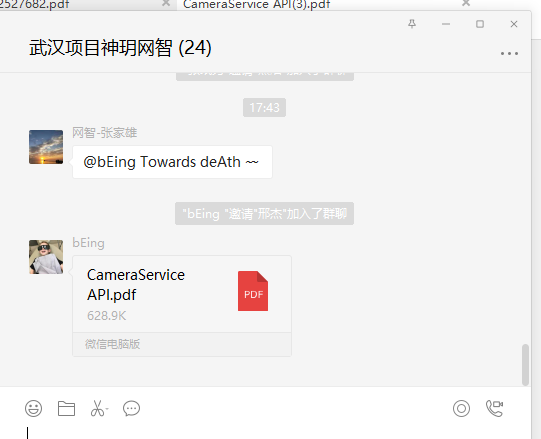 2527682.pdf
CameraService API(3).pdf
武汉项目神玥网智 (24)
17:43
网智-张家雄
@bEing Towards deAth ~~
"bEing "邀请"邢杰"加入了群聊
bEing
CameraService
API.pdf
PDF
628.9K
微信电脑版